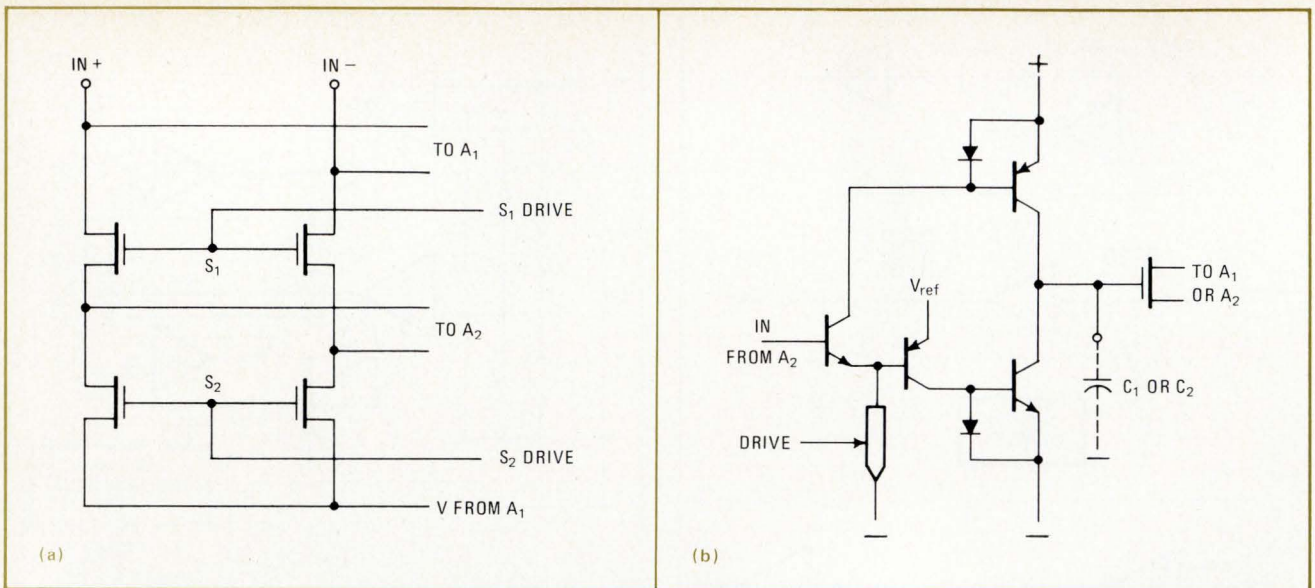 IN +
IN –
TO A₁
S₁ DRIVE
S₁
TO A₂
S₂
S₂ DRIVE
V FROM A₁
(a)
+
V_ref
IN
FROM A₂
TO A₁
OR A₂
C₁ OR C₂
DRIVE
–
–
–
(b)